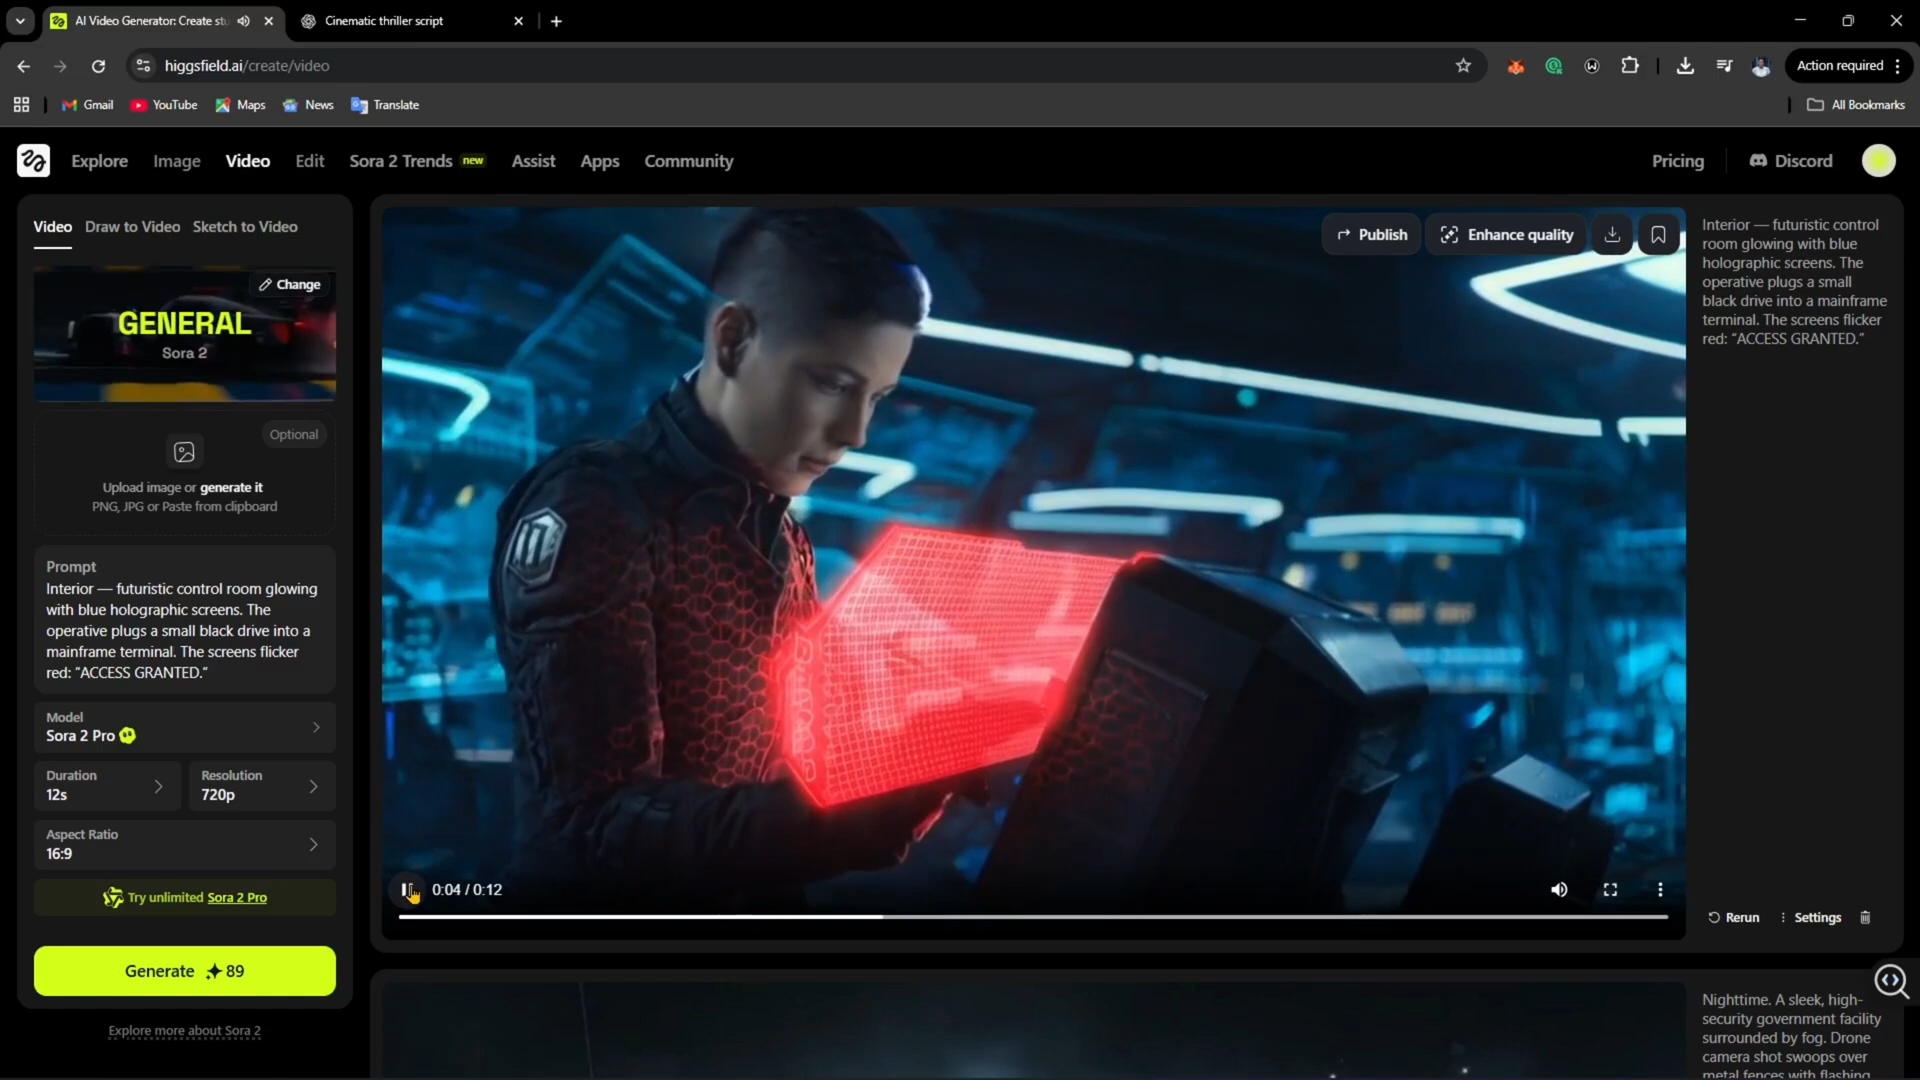 AI Video Generator: Create stu
Cinematic thriller script
higgsfield.ai/create/video
Action required
Gmail
YouTube
Maps
News
Translate
All Bookmarks
Explore
Image
Video
Edit
Sora 2 Trends new
Assist
Apps
Community
Pricing
Discord
Video
Draw to Video
Sketch to Video
Change
GENERAL
Sora 2
Optional
Upload image or generate it
PNG, JPG or Paste from clipboard
Prompt
Interior — futuristic control room glowing
with blue holographic screens. The
operative plugs a small black drive into a
mainframe terminal. The screens flicker
red: “ACCESS GRANTED.”
Model
Sora 2 Pro
Duration
12s
Resolution
720p
Aspect Ratio
16:9
Try unlimited Sora 2 Pro
Generate 89
Explore more about Sora 2
Publish
Enhance quality
0:04 / 0:12
Interior — futuristic control
room glowing with blue
holographic screens. The
operative plugs a small
black drive into a mainframe
terminal. The screens flicker
red: “ACCESS GRANTED.”
Rerun
Settings
Nighttime. A sleek, high-
security government facility
surrounded by fog. Drone
camera shot swoops over
metal fences with flashing